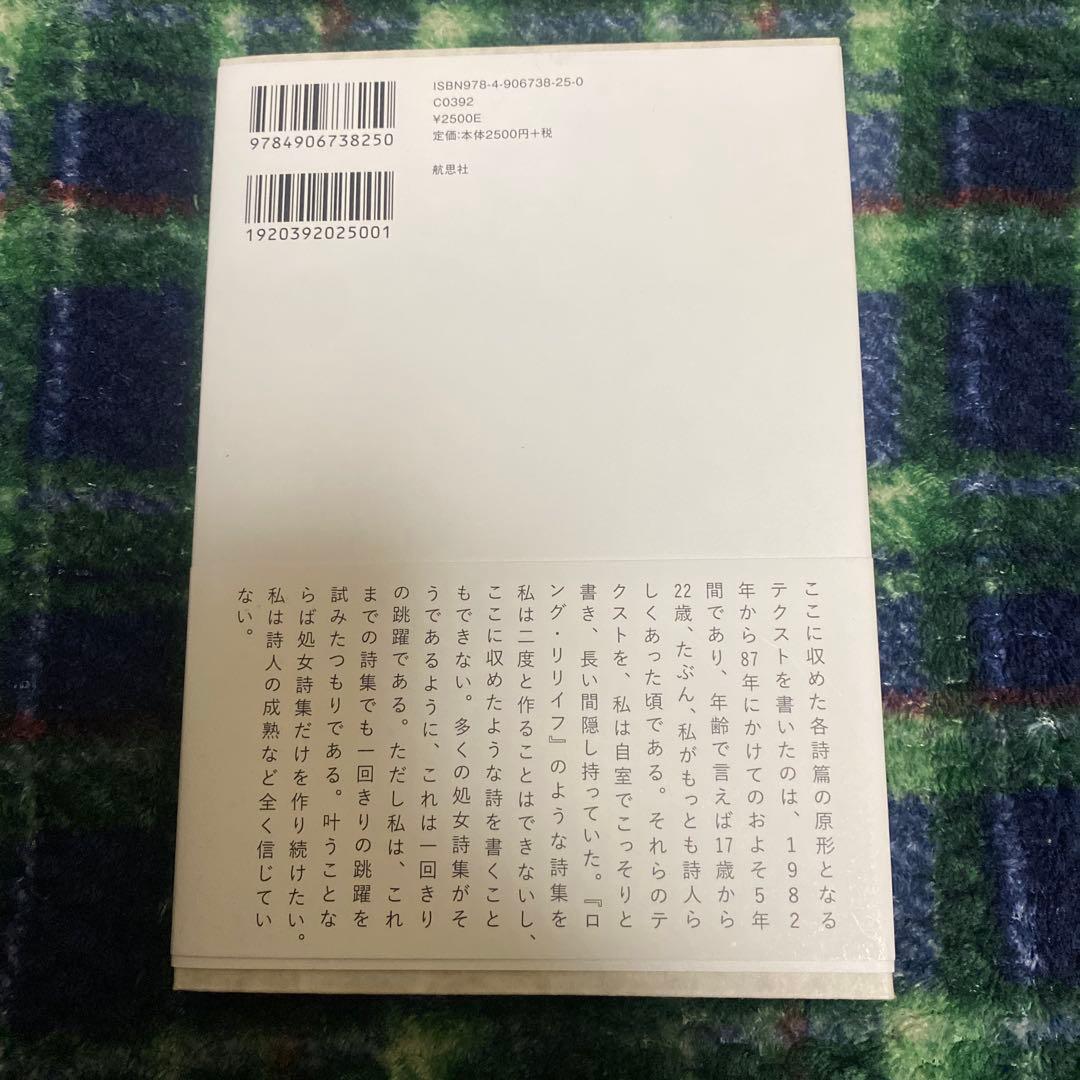 ISBN978-4-906738-25-0
C0392
¥2500E
定価:本体2500円+税
航思社
9784906738250
1920392025001
ここに収めた各詩篇の原形となる
テクストを書いたのは、1982
年から87年にかけてのおよそ5年
間であり、年齢で言えば17歳から
22歳、たぶん、私がもっとも詩人ら
しくあった頃である。それらのテ
クストを、私は自室でこっそりと
書き、長い間隠し持っていた。『ロ
ング・リリイフ』のような詩集を
私は二度と作ることはできないし、
ここに収めたような詩を書くこと
もできない。多くの処女詩集がそ
うであるように、これは一回きり
の跳躍である。ただし私は、これ
までの詩集でも一回きりの跳躍を
試みたつもりである。叶うことな
らば処女詩集だけを作り続けたい。
私は詩人の成熟など全く信じてい
ない。